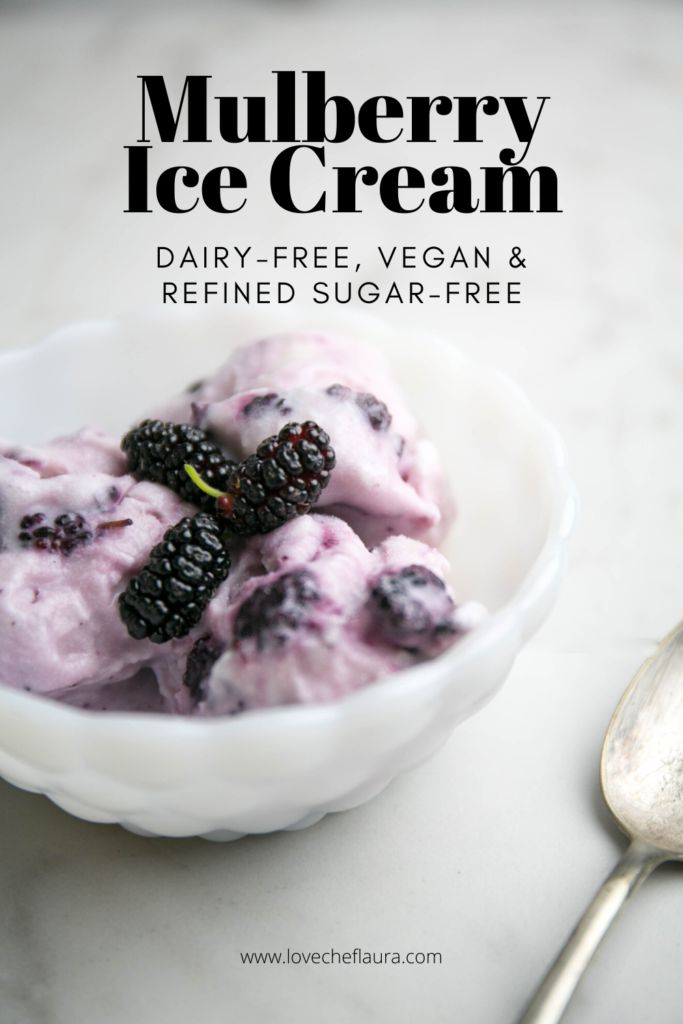 Mulberry
Ice Cream
DAIRY-FREE, VEGAN &
REFINED SUGAR-FREE
www.lovecheflaura.com